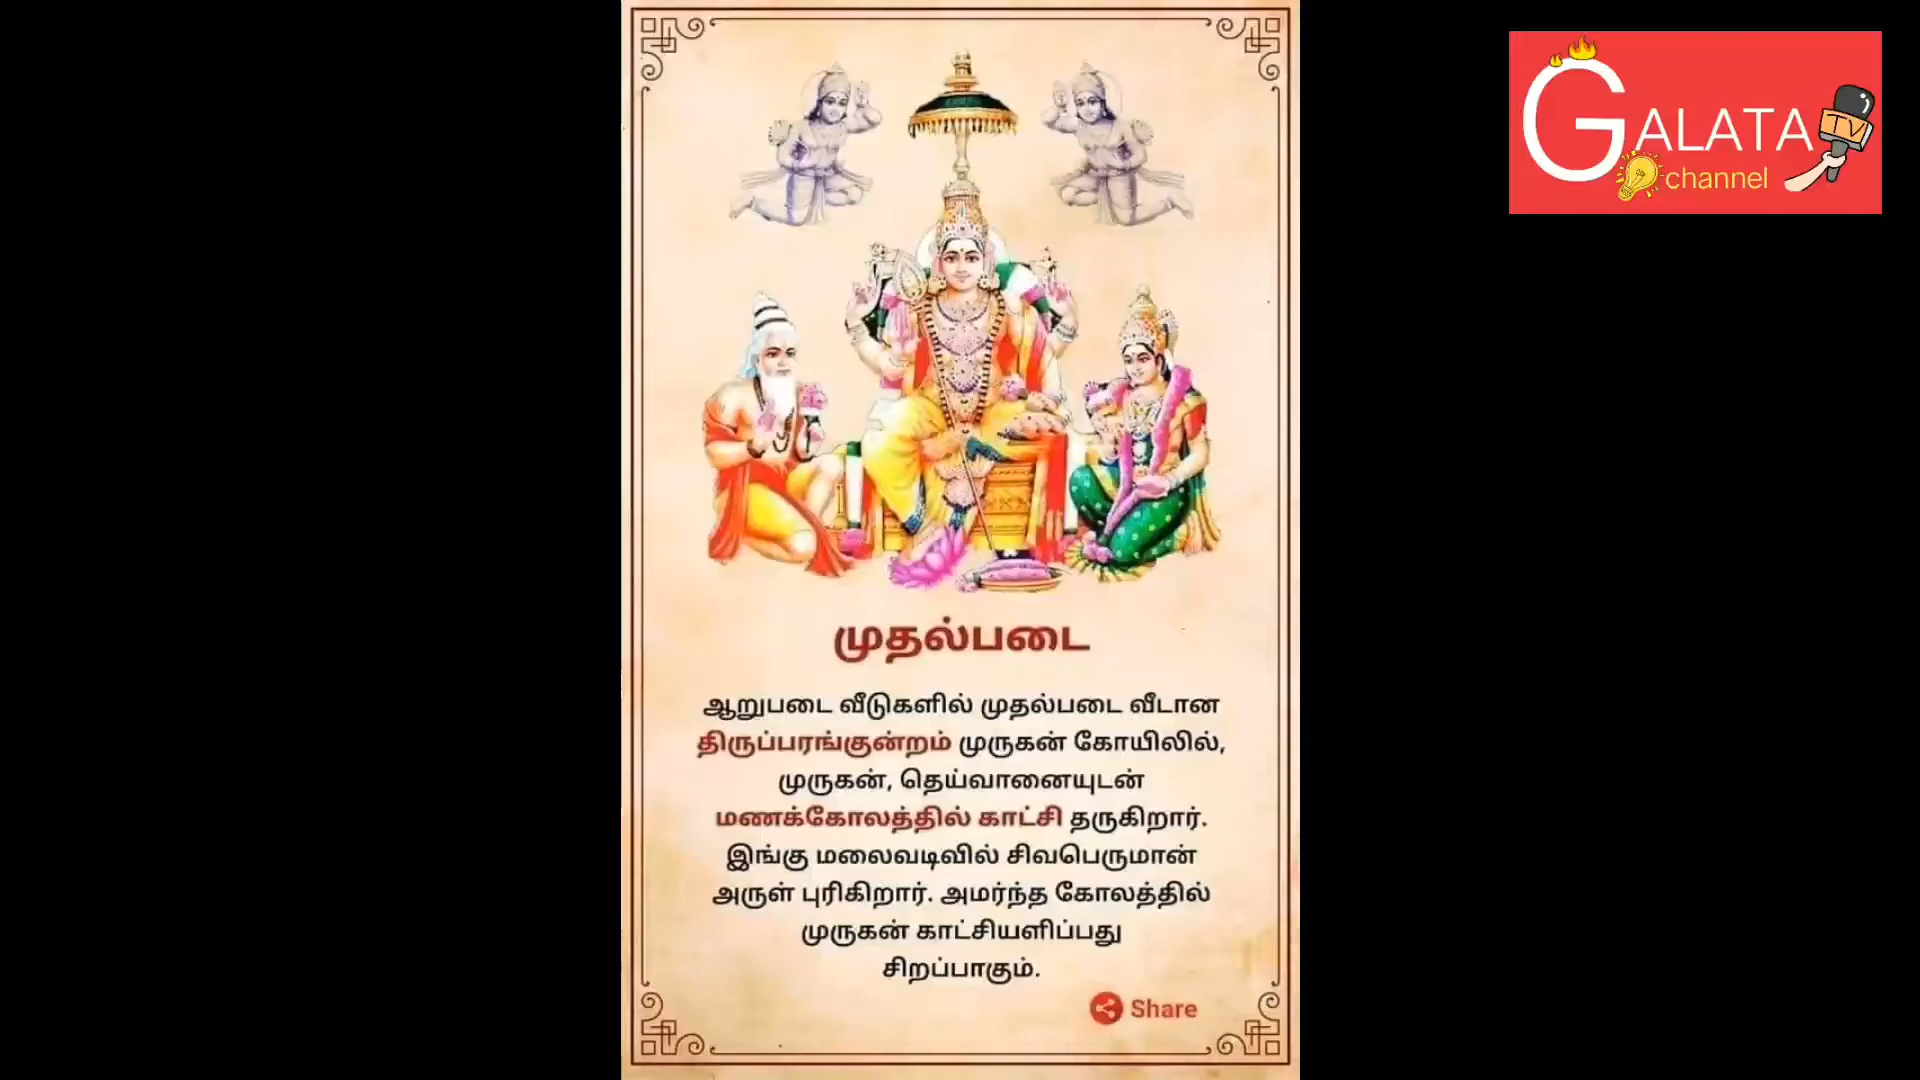 GALATA
TV
channel
முதல்படை
ஆறுபடை வீடுகளில் முதல்படை வீடான
திருப்பரங்குன்றம் முருகன் கோயிலில்,
முருகன், தெய்வானையுடன்
மணக்கோலத்தில் காட்சி தருகிறார்.
இங்கு மலைவடிவில் சிவபெருமான்
அருள் புரிகிறார். அமர்ந்த கோலத்தில்
முருகன் காட்சியளிப்பது
சிறப்பாகும்.
Share